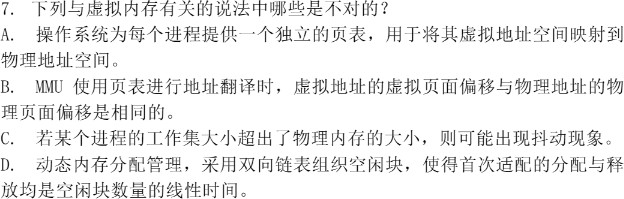 7. 下列与虚拟内存有关的说法中哪些是不对的？
A. 操作系统为每个进程提供一个独立的页表，用于将其虚拟地址空间映射到
物理地址空间。
B. MMU 使用页表进行地址翻译时，虚拟地址的虚拟页面偏移与物理地址的物
理页面偏移是相同的。
C. 若某个进程的工作集大小超出了物理内存的大小，则可能出现抖动现象。
D. 动态内存分配管理，采用双向链表组织空闲块，使得首次适配的分配与释
放均是空闲块数量的线性时间。